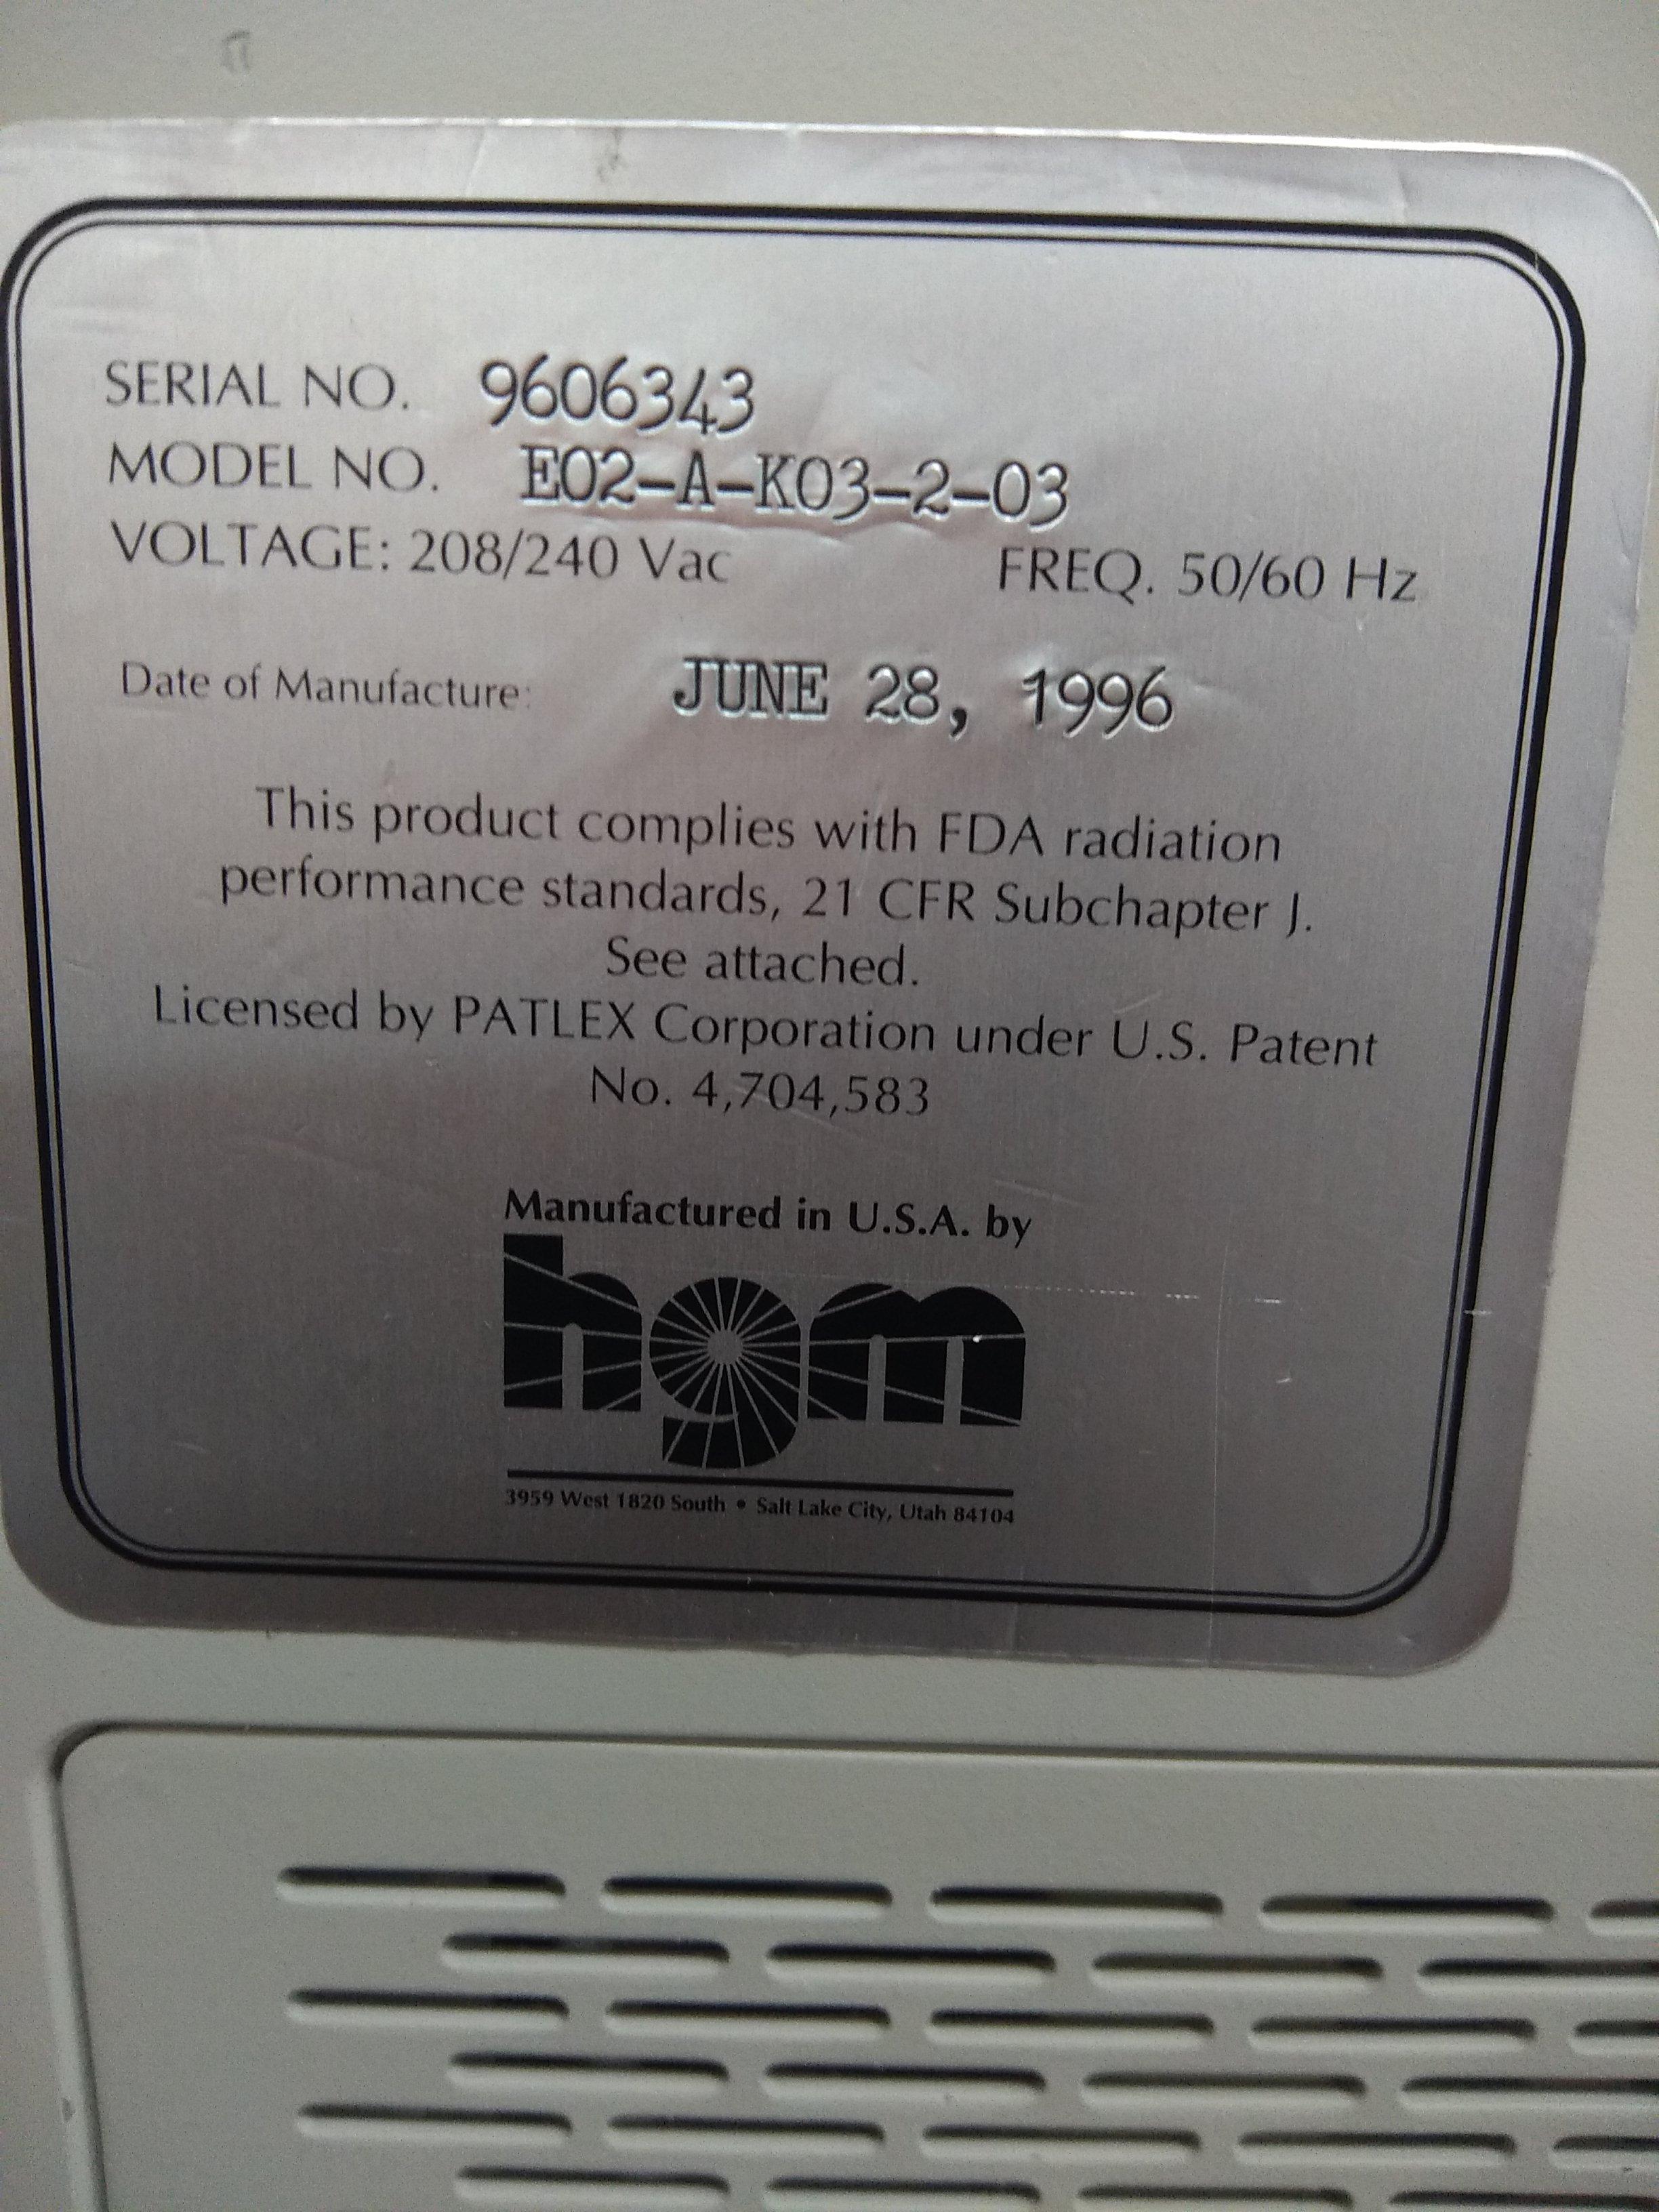 SERIAL NO. 9606343
MODEL NO. E02-A-K03-2-03
VOLTAGE: 208/240 Vac FREQ. 50/60 Hz
Date of Manufacture: JUNE 28, 1996
This product complies with FDA radiation
performance standards, 21 CFR Subchapter J.
See attached.
Licensed by PATLEX Corporation under U.S. Patent
No. 4,704,583
Manufactured in U.S.A. by
hgm
3959 West 1820 South • Salt Lake City, Utah 84104